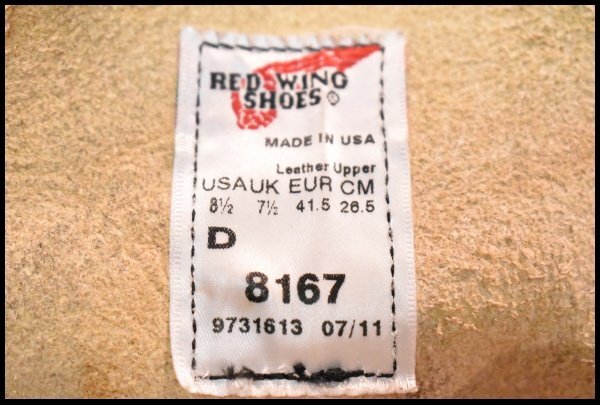 RED WING
SHOES®
MADE IN USA
Leather Upper
USA UK EUR CM
8½ 7½ 41.5 26.5
D
8167
9731613 07/11